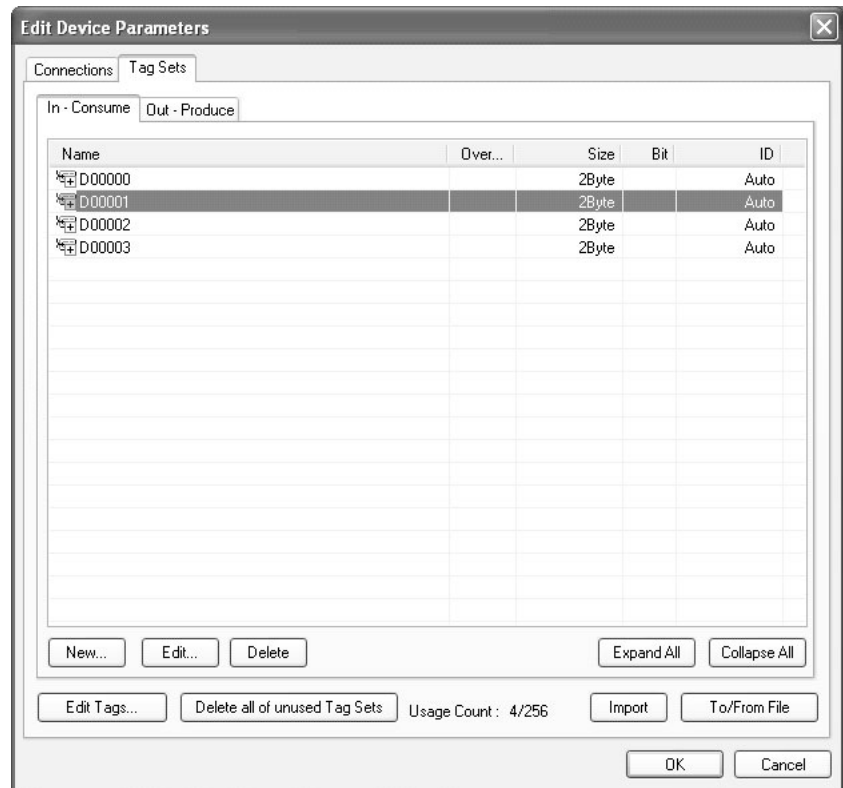 Edit Device Parameters
Connections Tag Sets
In - Consume Out - Produce
Name Over... Size Bit ID
D00000 2Byte Auto
D00001 2Byte Auto
D00002 2Byte Auto
D00003 2Byte Auto
New... Edit... Delete Expand All Collapse All
Edit Tags... Delete all of unused Tag Sets Usage Count : 4/256 Import To/From File
OK Cancel